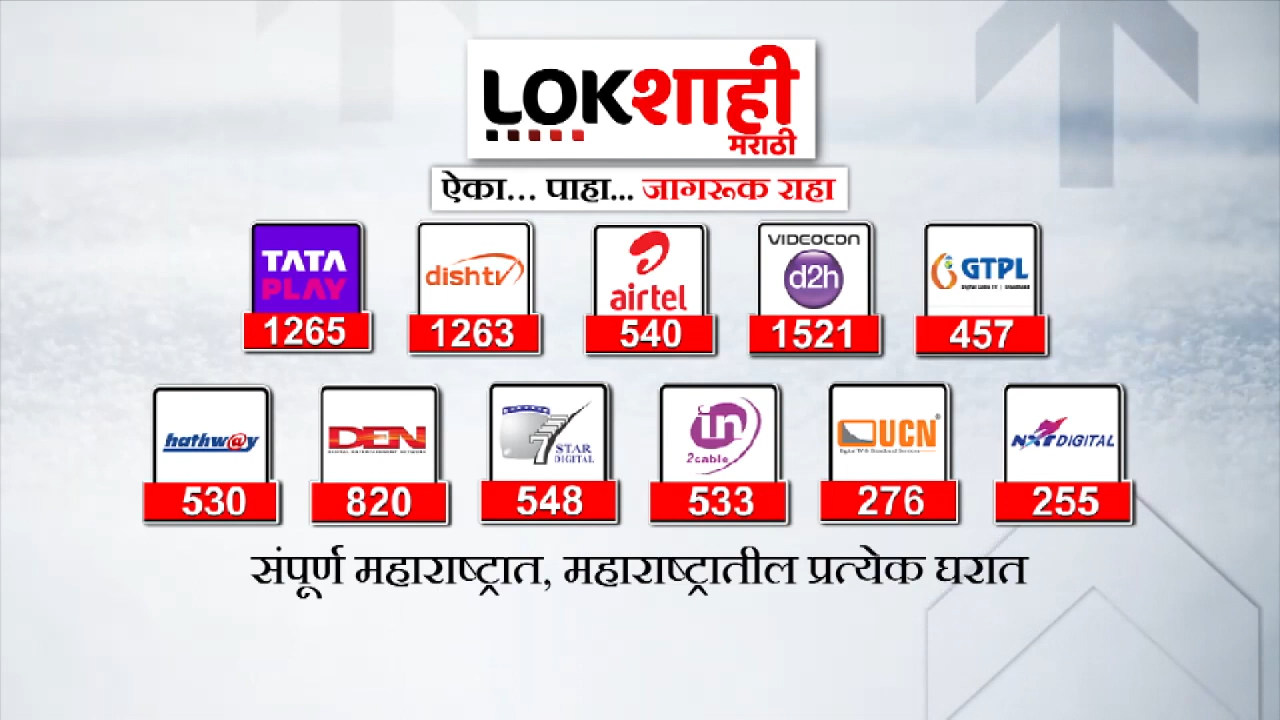 LOKशाही
मराठी
ऐका... पाहा... जागरूक राहा
TATA PLAY
1265
dishtv
1263
airtel
540
VIDEOCON
d2h
1521
GTPL
457
hathw@y
530
DEN
820
7 STAR DIGITAL
548
in 2cable
533
UCN
276
NXT DIGITAL
255
संपूर्ण महाराष्ट्रात, महाराष्ट्रातील प्रत्येक घरात